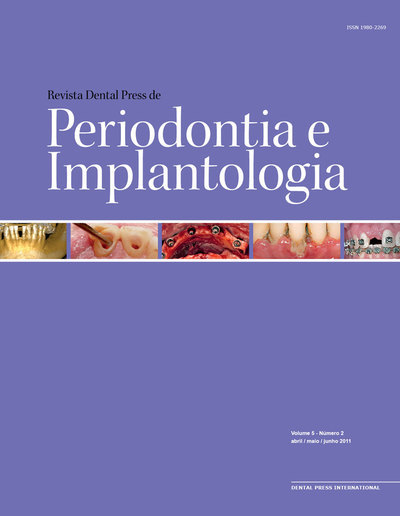 ISSN 1980-2269
Revista Dental Press de
Periodontia e
Implantologia
Volume 5 - Número 2
abril / maio / junho 2011
DENTAL PRESS INTERNATIONAL